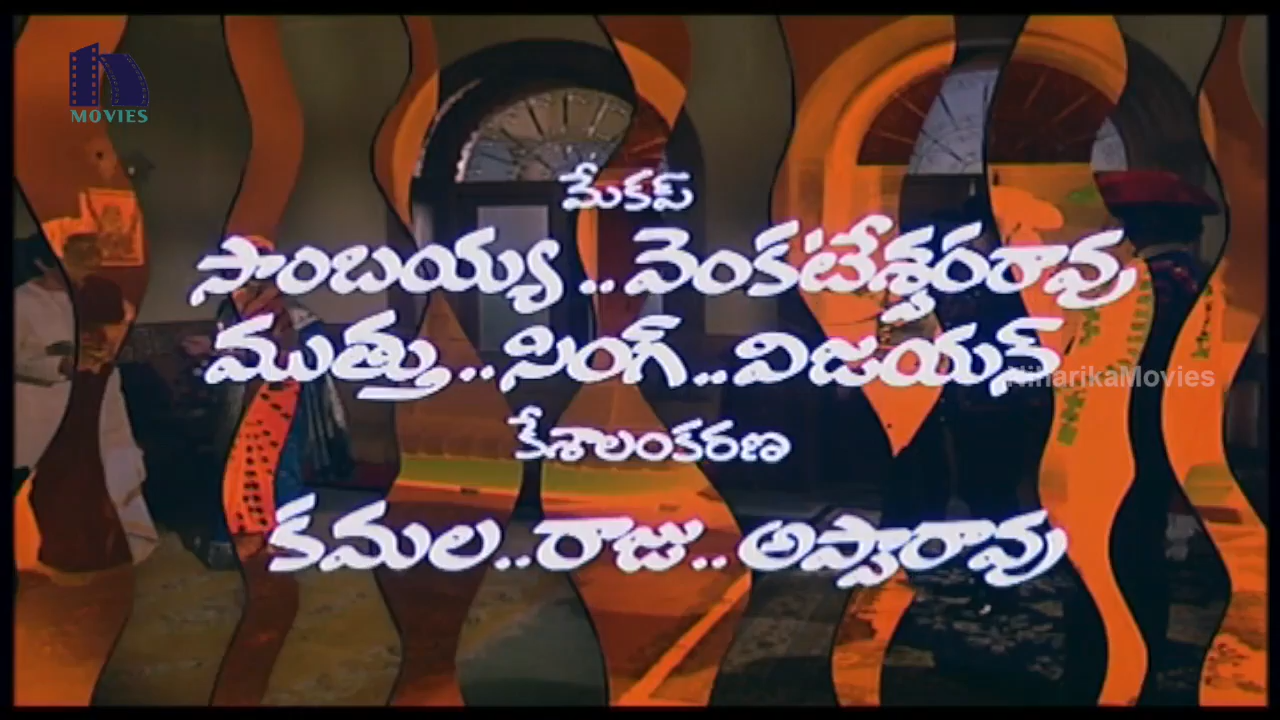 MOVIES
మేకప్
సాంబయ్య..వెంకటేశ్వరరావు
ముత్తు..సింగ్..విజయన్
NiharikaMovies
కేశాలంకరణ
కమల..రాజు..అప్పారావు